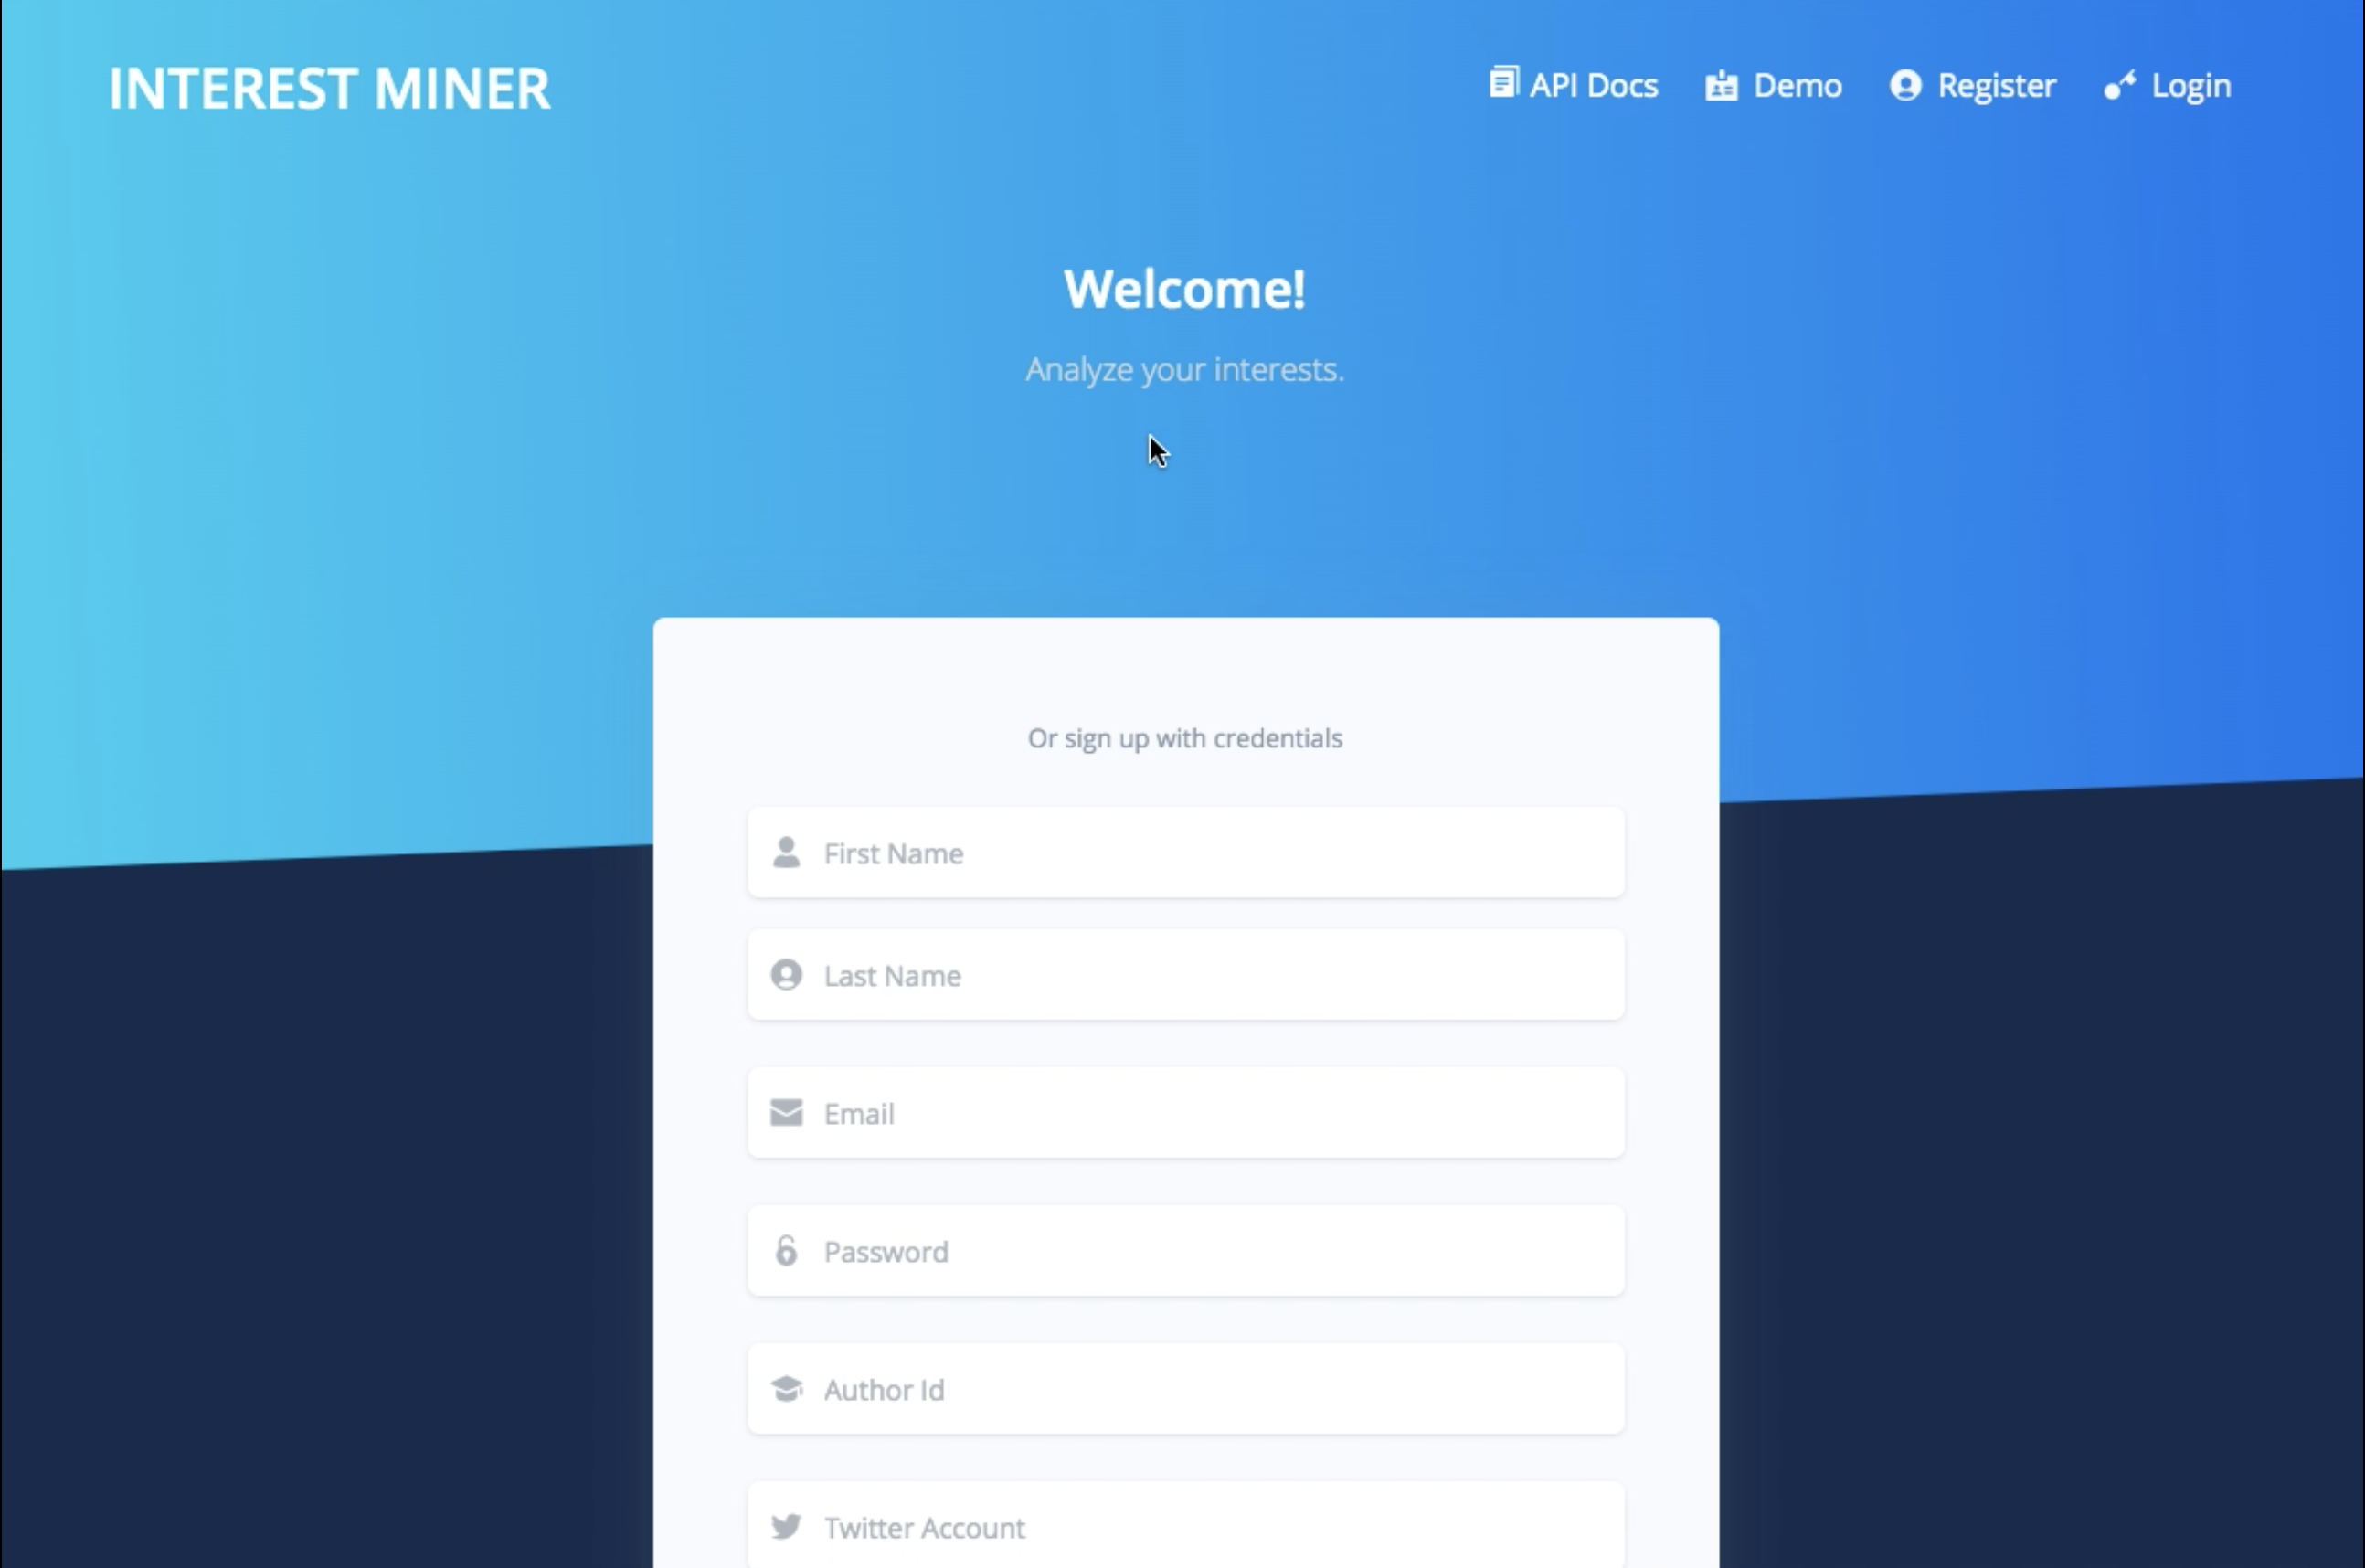 INTEREST MINER
API Docs Demo Register Login
Welcome!
Analyze your interests.
Or sign up with credentials
First Name
Last Name
Email
Password
Author Id
Twitter Account